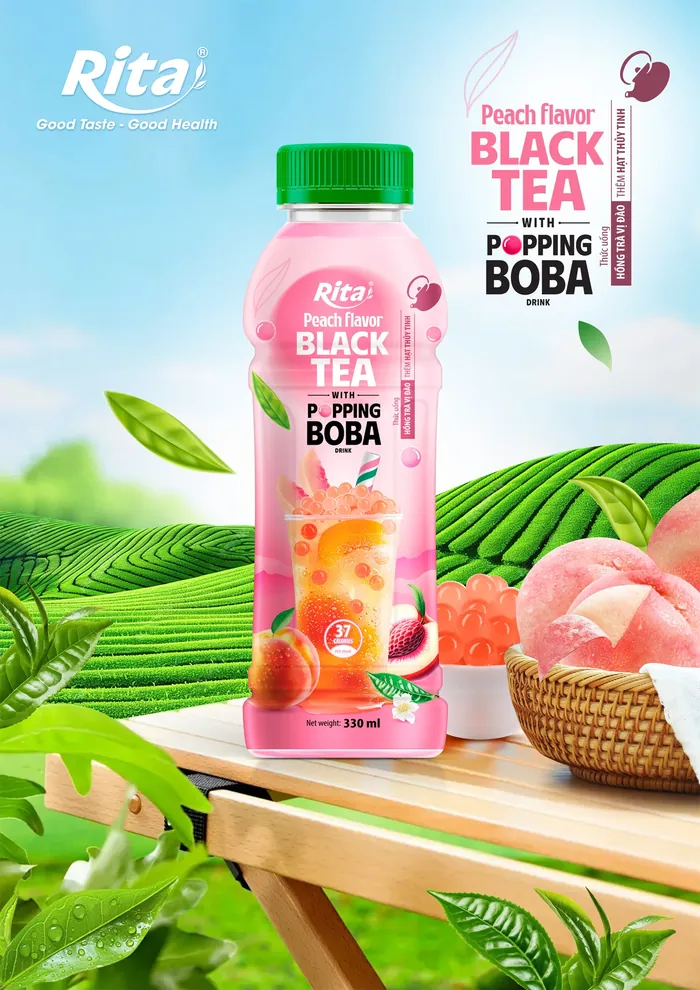 Rita®
Good Taste - Good Health
Peach flavor
BLACK
TEA
WITH
POPPING
BOBA
DRINK
Thức uống
HỒNG TRÀ VỊ ĐÀO THÊM HẠT THỦY TINH
Rita
Peach flavor
BLACK
TEA
WITH
POPPING
BOBA
DRINK
Thức uống
HỒNG TRÀ VỊ ĐÀO THÊM HẠT THỦY TINH
37
CALORIES
Net weight: 330 ml